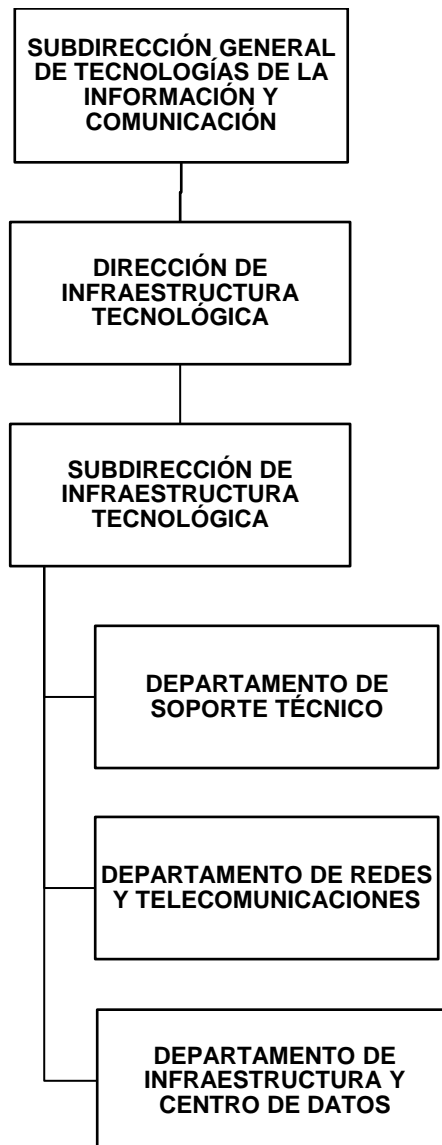 SUBDIRECCIÓN GENERAL
DE TECNOLOGÍAS DE LA
INFORMACIÓN Y
COMUNICACIÓN
DIRECCIÓN DE
INFRAESTRUCTURA
TECNOLÓGICA
SUBDIRECCIÓN DE
INFRAESTRUCTURA
TECNOLÓGICA
DEPARTAMENTO DE
SOPORTE TÉCNICO
DEPARTAMENTO DE REDES
Y TELECOMUNICACIONES
DEPARTAMENTO DE
INFRAESTRUCTURA Y
CENTRO DE DATOS